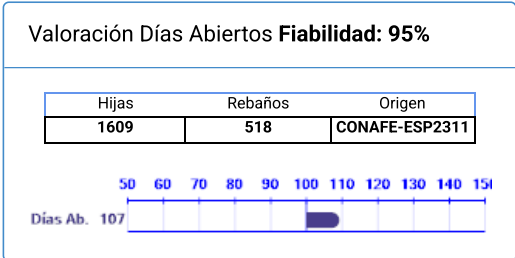 Valoración Días Abiertos Fiabilidad: 95%
Hijas Rebaños Origen
1609 518 CONAFE-ESP2311
50 60 70 80 90 100 110 120 130 140
Días Ab. 107